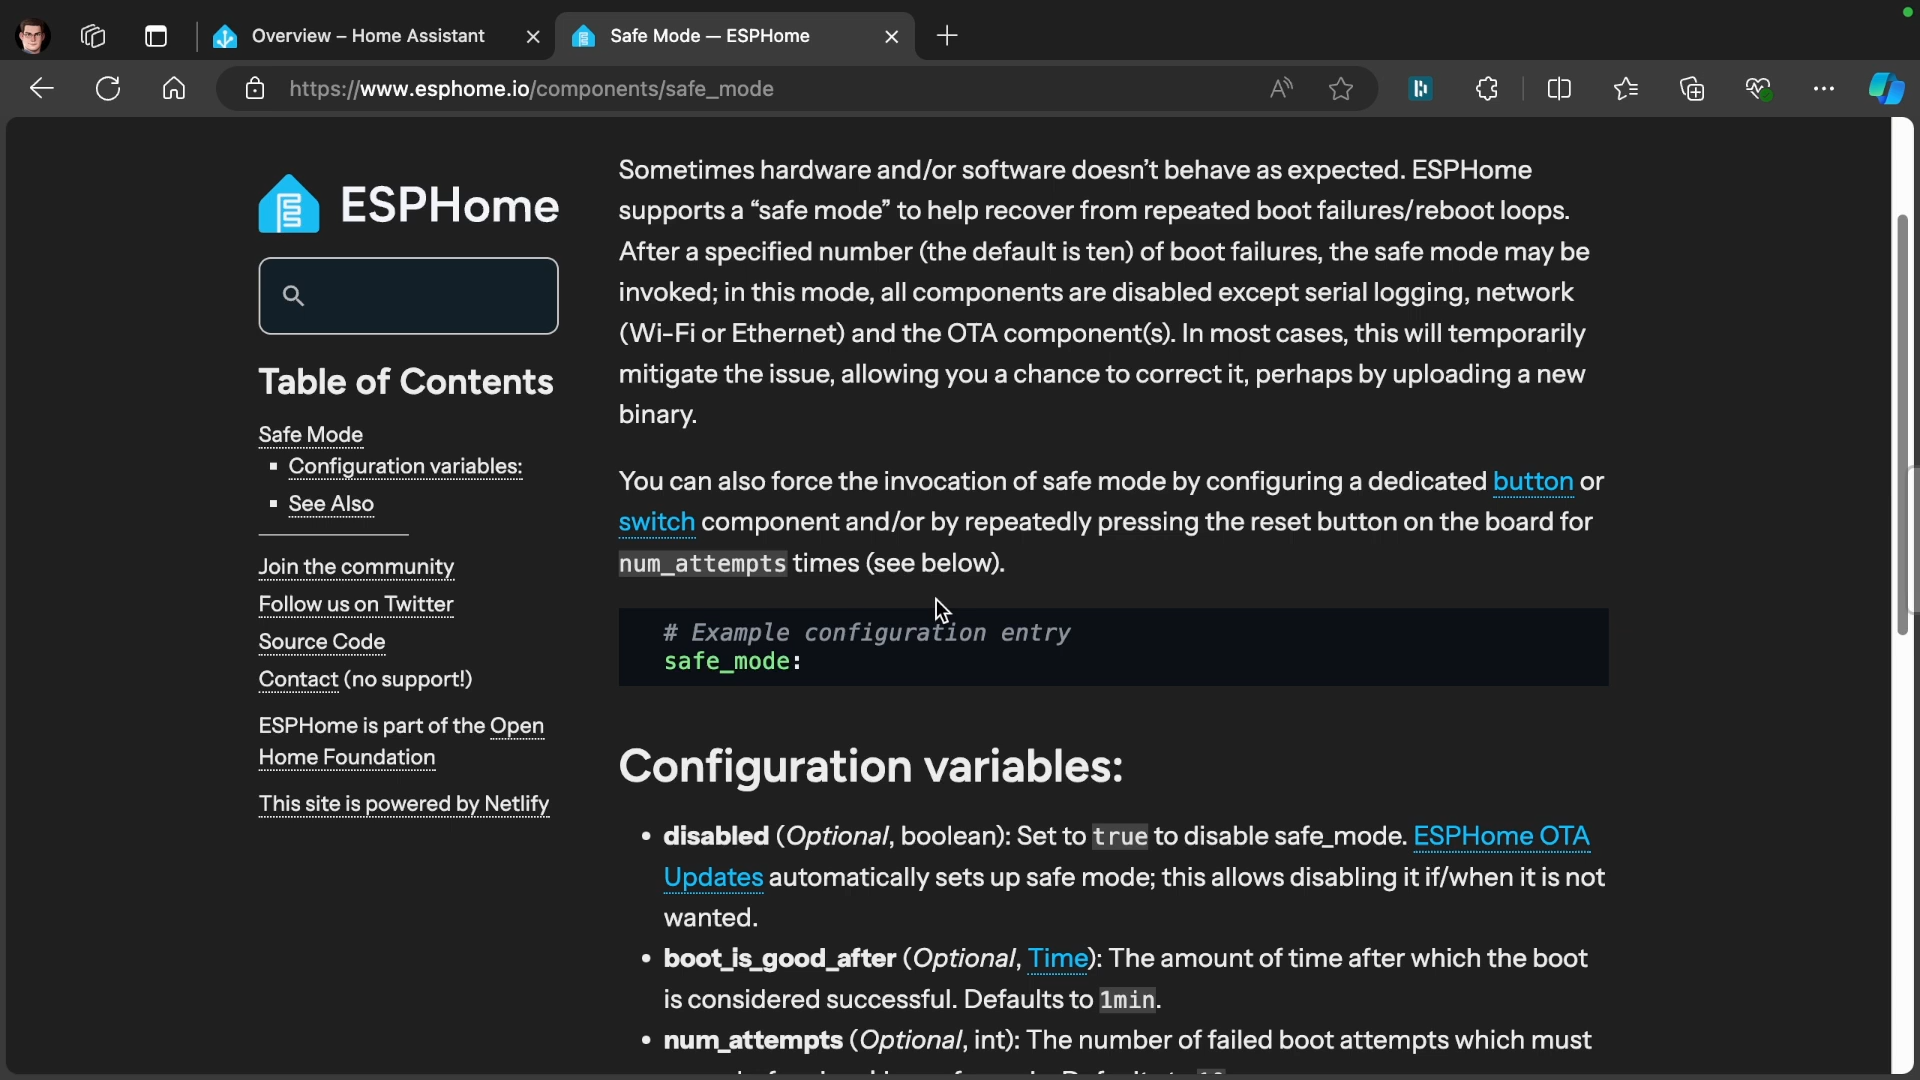 Overview – Home Assistant
Safe Mode — ESPHome
https://www.esphome.io/components/safe_mode
ESPHome
Table of Contents
Safe Mode
▪ Configuration variables:
▪ See Also
Join the community
Follow us on Twitter
Source Code
Contact (no support!)
ESPHome is part of the Open
Home Foundation
This site is powered by Netlify
Sometimes hardware and/or software doesn’t behave as expected. ESPHome
supports a “safe mode” to help recover from repeated boot failures/reboot loops.
After a specified number (the default is ten) of boot failures, the safe mode may be
invoked; in this mode, all components are disabled except serial logging, network
(Wi-Fi or Ethernet) and the OTA component(s). In most cases, this will temporarily
mitigate the issue, allowing you a chance to correct it, perhaps by uploading a new
binary.
You can also force the invocation of safe mode by configuring a dedicated button or
switch component and/or by repeatedly pressing the reset button on the board for
num_attempts times (see below).
# Example configuration entry
safe_mode:
Configuration variables:
• disabled (Optional, boolean): Set to true to disable safe_mode. ESPHome OTA
Updates automatically sets up safe mode; this allows disabling it if/when it is not
wanted.
• boot_is_good_after (Optional, Time): The amount of time after which the boot
is considered successful. Defaults to 1min.
• num_attempts (Optional, int): The number of failed boot attempts which must